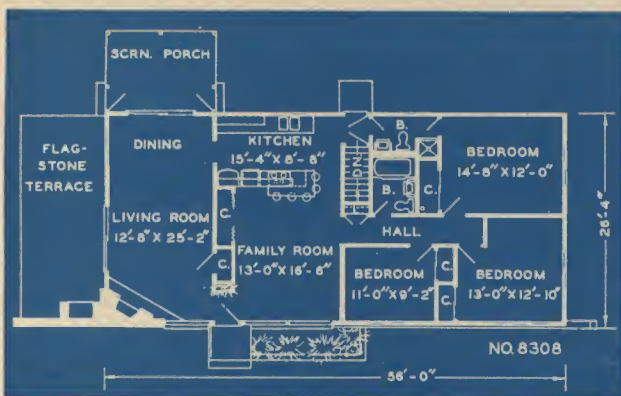 SCRN. PORCH
FLAG-
STONE
TERRACE
DINING
KITCHEN
15'-4" X 8'-8"
DN.
B.
B.
C.
BEDROOM
14'-8" X 12'-0"
26'-4"
LIVING ROOM
12'-8" X 25'-2"
C.
C.
FAMILY ROOM
13'-0" X 16'-6"
HALL
BEDROOM
11'-0" X 9'-2"
C.
C.
BEDROOM
13'-0" X 12'-10"
NO. 8308
56'-0"